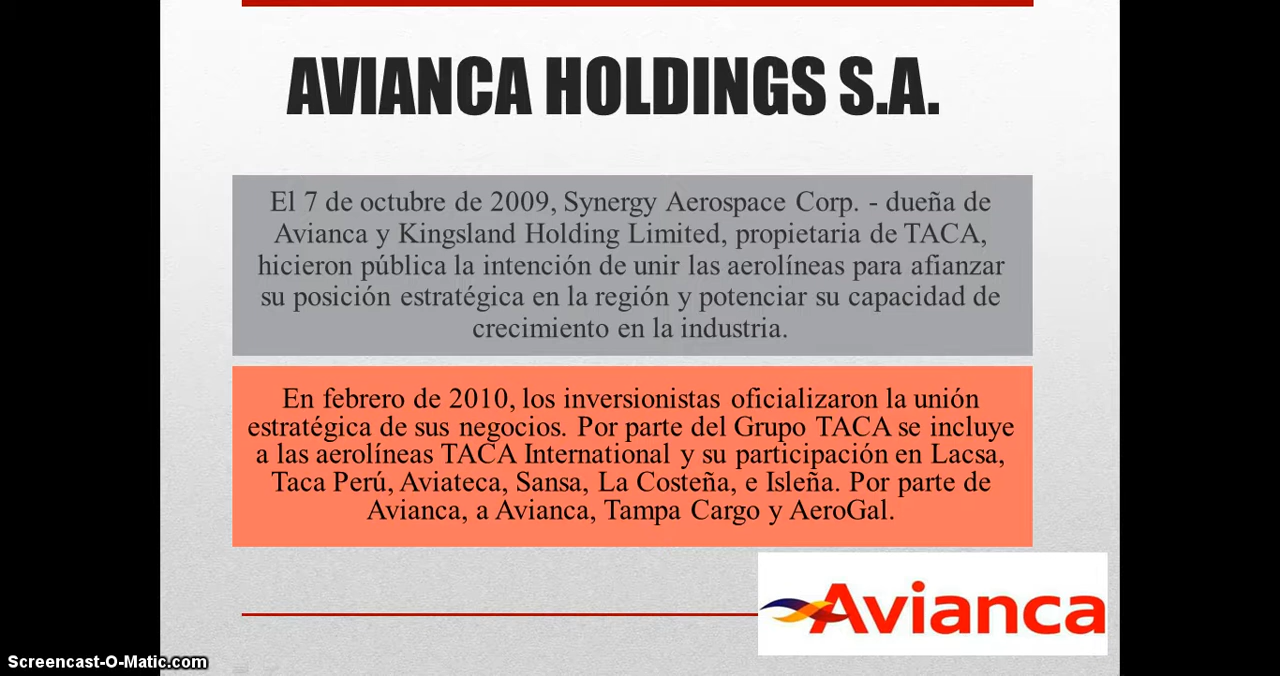 AVIANCA HOLDINGS S.A.
El 7 de octubre de 2009, Synergy Aerospace Corp. - dueña de
Avianca y Kingsland Holding Limited, propietaria de TACA,
hicieron pública la intención de unir las aerolíneas para afianzar
su posición estratégica en la región y potenciar su capacidad de
crecimiento en la industria.
En febrero de 2010, los inversionistas oficializaron la unión
estratégica de sus negocios. Por parte del Grupo TACA se incluye
a las aerolíneas TACA International y su participación en Lacsa,
Taca Perú, Aviateca, Sansa, La Costeña, e Isleña. Por parte de
Avianca, a Avianca, Tampa Cargo y AeroGal.
Avianca
Screencast-O-Matic.com